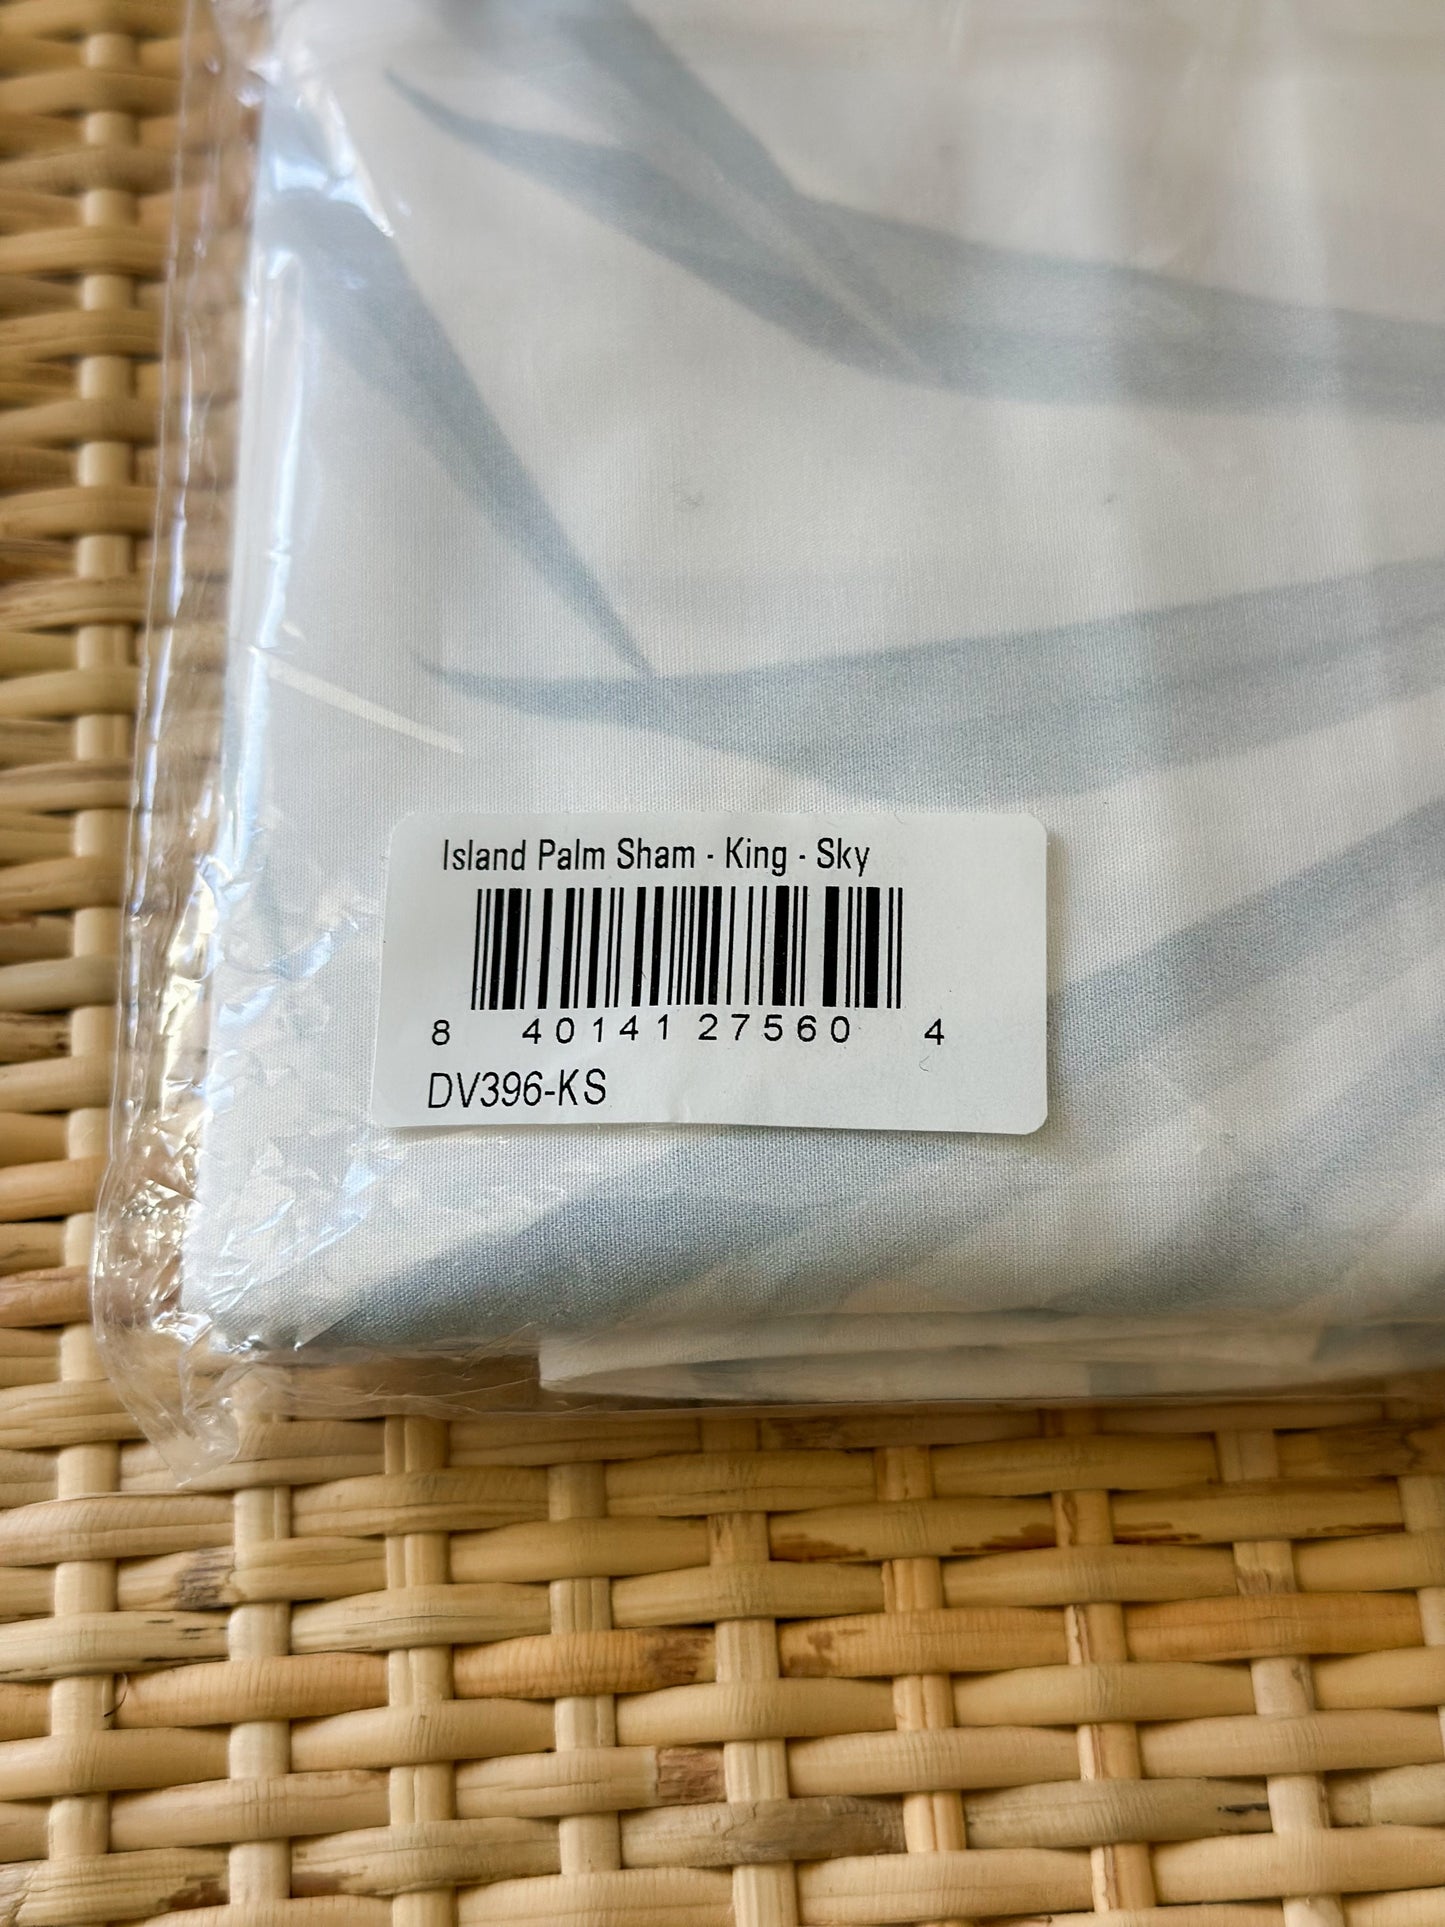 Island Palm Sham - King - Sky
8 40141 27560 4
DV396-KS